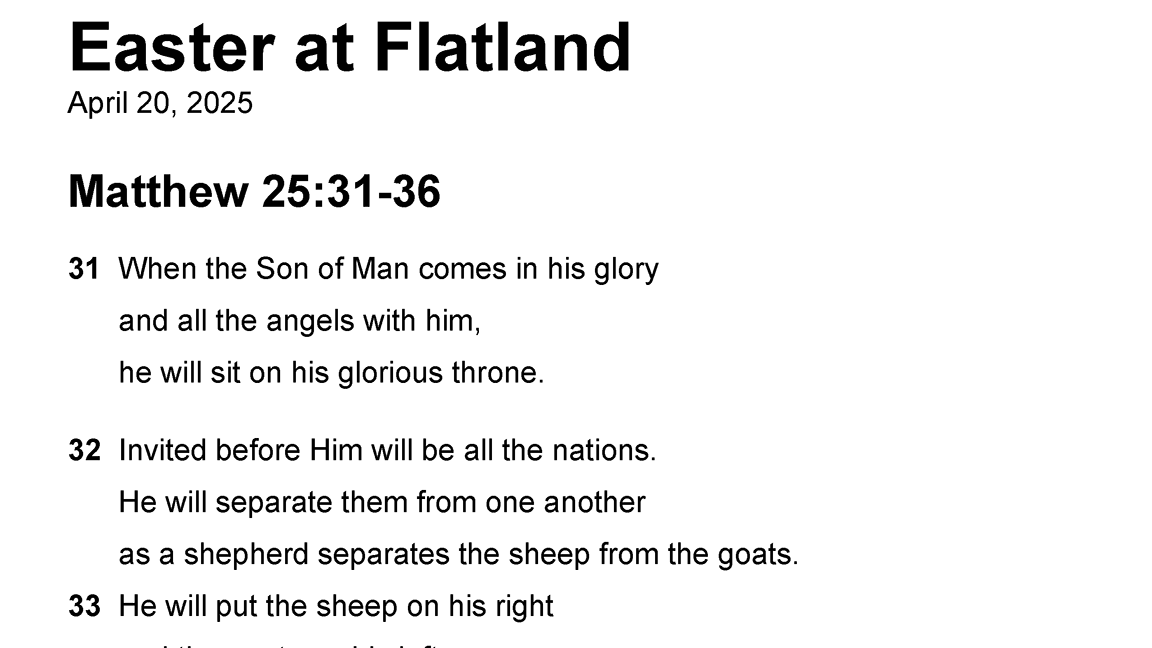 Easter at Flatland
April 20, 2025
Matthew 25:31-36
31 When the Son of Man comes in his glory
and all the angels with him,
he will sit on his glorious throne.
32 Invited before Him will be all the nations.
He will separate them from one another
as a shepherd separates the sheep from the goats.
33 He will put the sheep on his right